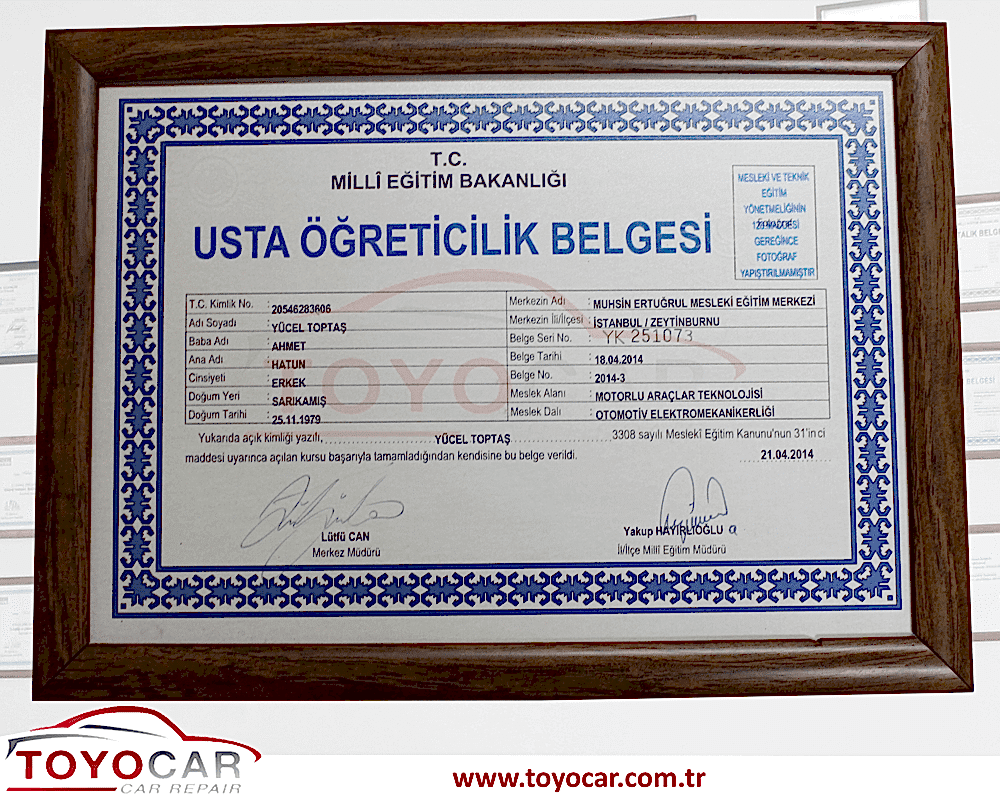 T.C.
MİLLÎ EĞİTİM BAKANLIĞI
USTA ÖĞRETİCİLİK BELGESİ
MESLEKİ VE TEKNİK
EĞİTİM
YÖNETMELİĞİNİN
GEREĞİNCE
FOTOĞRAF
YAPIŞTIRILMAMIŞTIR
T.C. Kimlik No. : 20546283606
Adı Soyadı : YÜCEL TOPTAŞ
Baba Adı : AHMET
Ana Adı : HATUN
Cinsiyeti : ERKEK
Doğum Yeri : SARIKAMIŞ
Doğum Tarihi : 25.11.1979
Merkezin Adı : MUHSİN ERTUĞRUL MESLEKİ EĞİTİM MERKEZİ
Merkezin İli/İlçesi : İSTANBUL / ZEYTİNBURNU
Belge Seri No. : YK 251073
Belge Tarihi : 18.04.2014
Belge No. : 2014-3
Meslek Alanı : MOTORLU ARAÇLAR TEKNOLOJİSİ
Meslek Dalı : OTOMOTİV ELEKTROMEKANİKERLİĞİ
Yukarıda açık kimliği yazılı, YÜCEL TOPTAŞ 3308 sayılı Meslekî Eğitim Kanunu'nun 31'inci
maddesi uyarınca açılan kursu başarıyla tamamladığından kendisine bu belge verildi.
21.04.2014
Lütfü CAN
Merkez Müdürü
Yakup HAYIRLIOĞLU
İl/İlçe Millî Eğitim Müdürü
TOYOCAR
TOYOCAR
CAR REPAIR
www.toyocar.com.tr